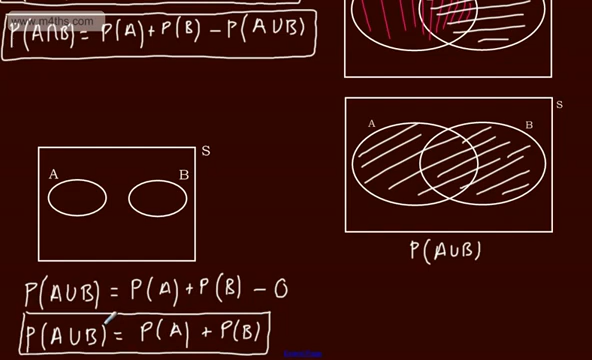 www.m4ths.com
P(A∩B) = P(A) + P(B) − P(A∪B)
S
A B
S
A B
P(A∪B)
P(A∪B) = P(A) + P(B) − 0
P(A∪B) = P(A) + P(B)